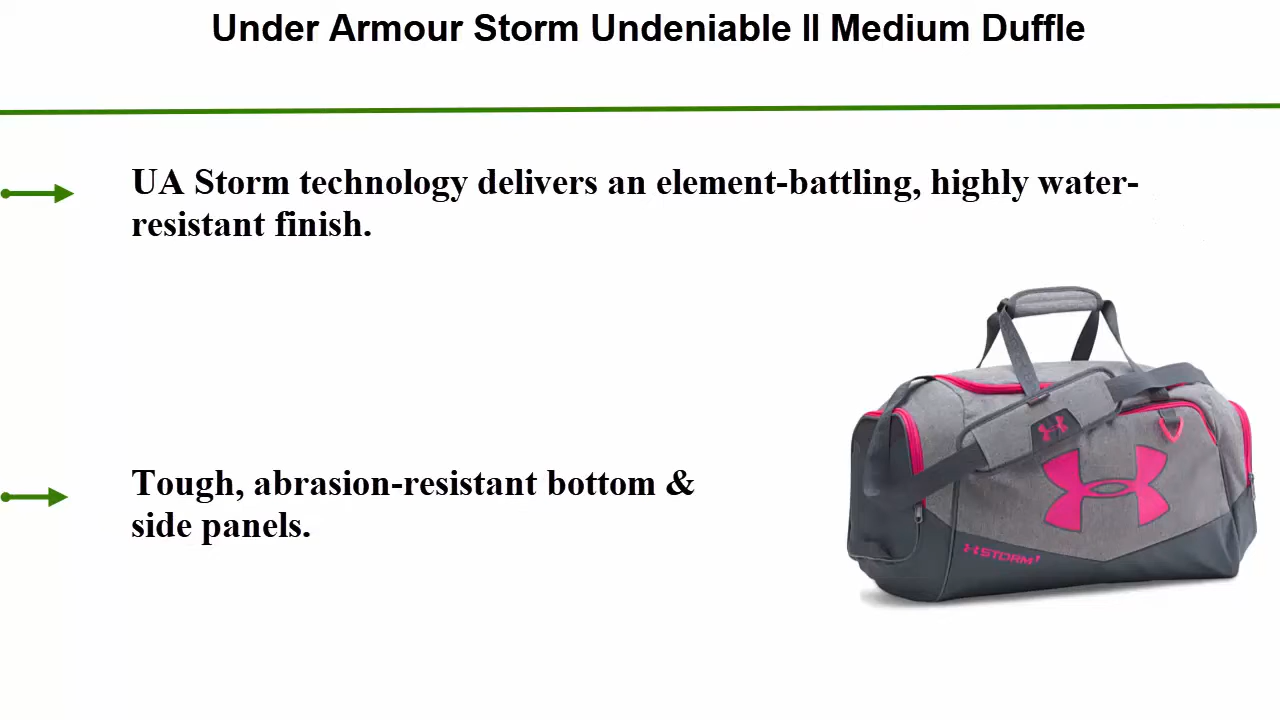 Under Armour Storm Undeniable II Medium Duffle
UA Storm technology delivers an element-battling, highly water-
resistant finish.
Tough, abrasion-resistant bottom &
side panels.
STORM1